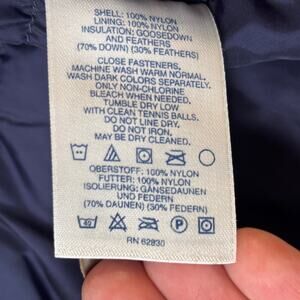 SHELL: 100% NYLON
LINING: 100% NYLON
INSULATION: GOOSEDOWN
AND FEATHERS
(70% DOWN) (30% FEATHERS)
CLOSE FASTENERS.
MACHINE WASH WARM NORMAL.
WASH DARK COLORS SEPARATELY.
ONLY NON-CHLORINE
BLEACH WHEN NEEDED.
TUMBLE DRY LOW
WITH CLEAN TENNIS BALLS.
DO NOT LINE DRY.
DO NOT IRON.
MAY BE DRY CLEANED.
OBERSTOFF: 100% NYLON
FUTTER: 100% NYLON
ISOLIERUNG: GÄNSEDAUNEN
UND FEDERN
(70% DAUNEN) (30% FEDERN)
40 P
RN 62830